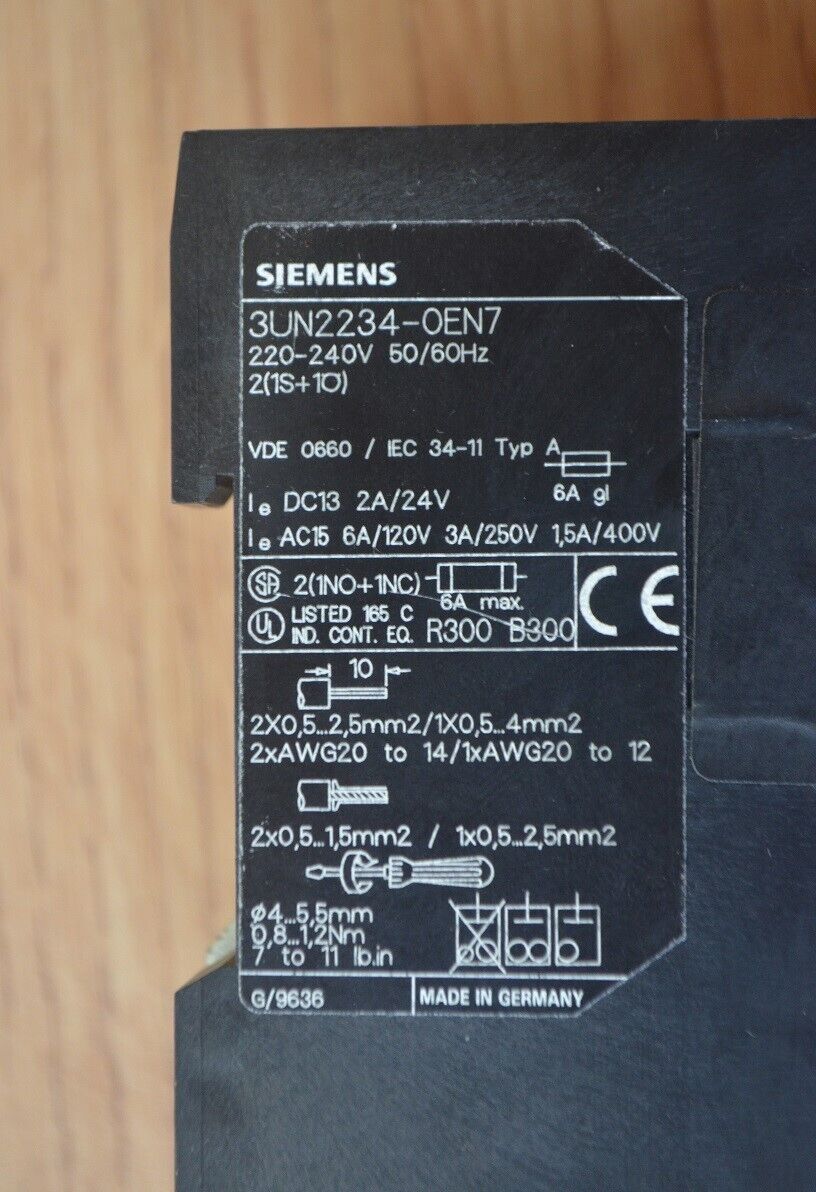 SIEMENS
3UN2234-0EN7
220-240V 50/60Hz
2(1S+1Ö)
VDE 0660 / IEC 34-11 Typ A
6A gl
Ie DC13 2A/24V
Ie AC15 6A/120V 3A/250V 1,5A/400V
SA 2(1NO+1NC)
6A max.
UL LISTED 165 C
IND. CONT. EQ. R300 B300
CE
10
2X0,5...2,5mm2/1X0,5...4mm2
2xAWG20 to 14/1xAWG20 to 12
2x0,5...1,5mm2 / 1x0,5...2,5mm2
Ø4...5,5mm
0,8...1,2Nm
7 to 11 lb.in
G/9636
MADE IN GERMANY